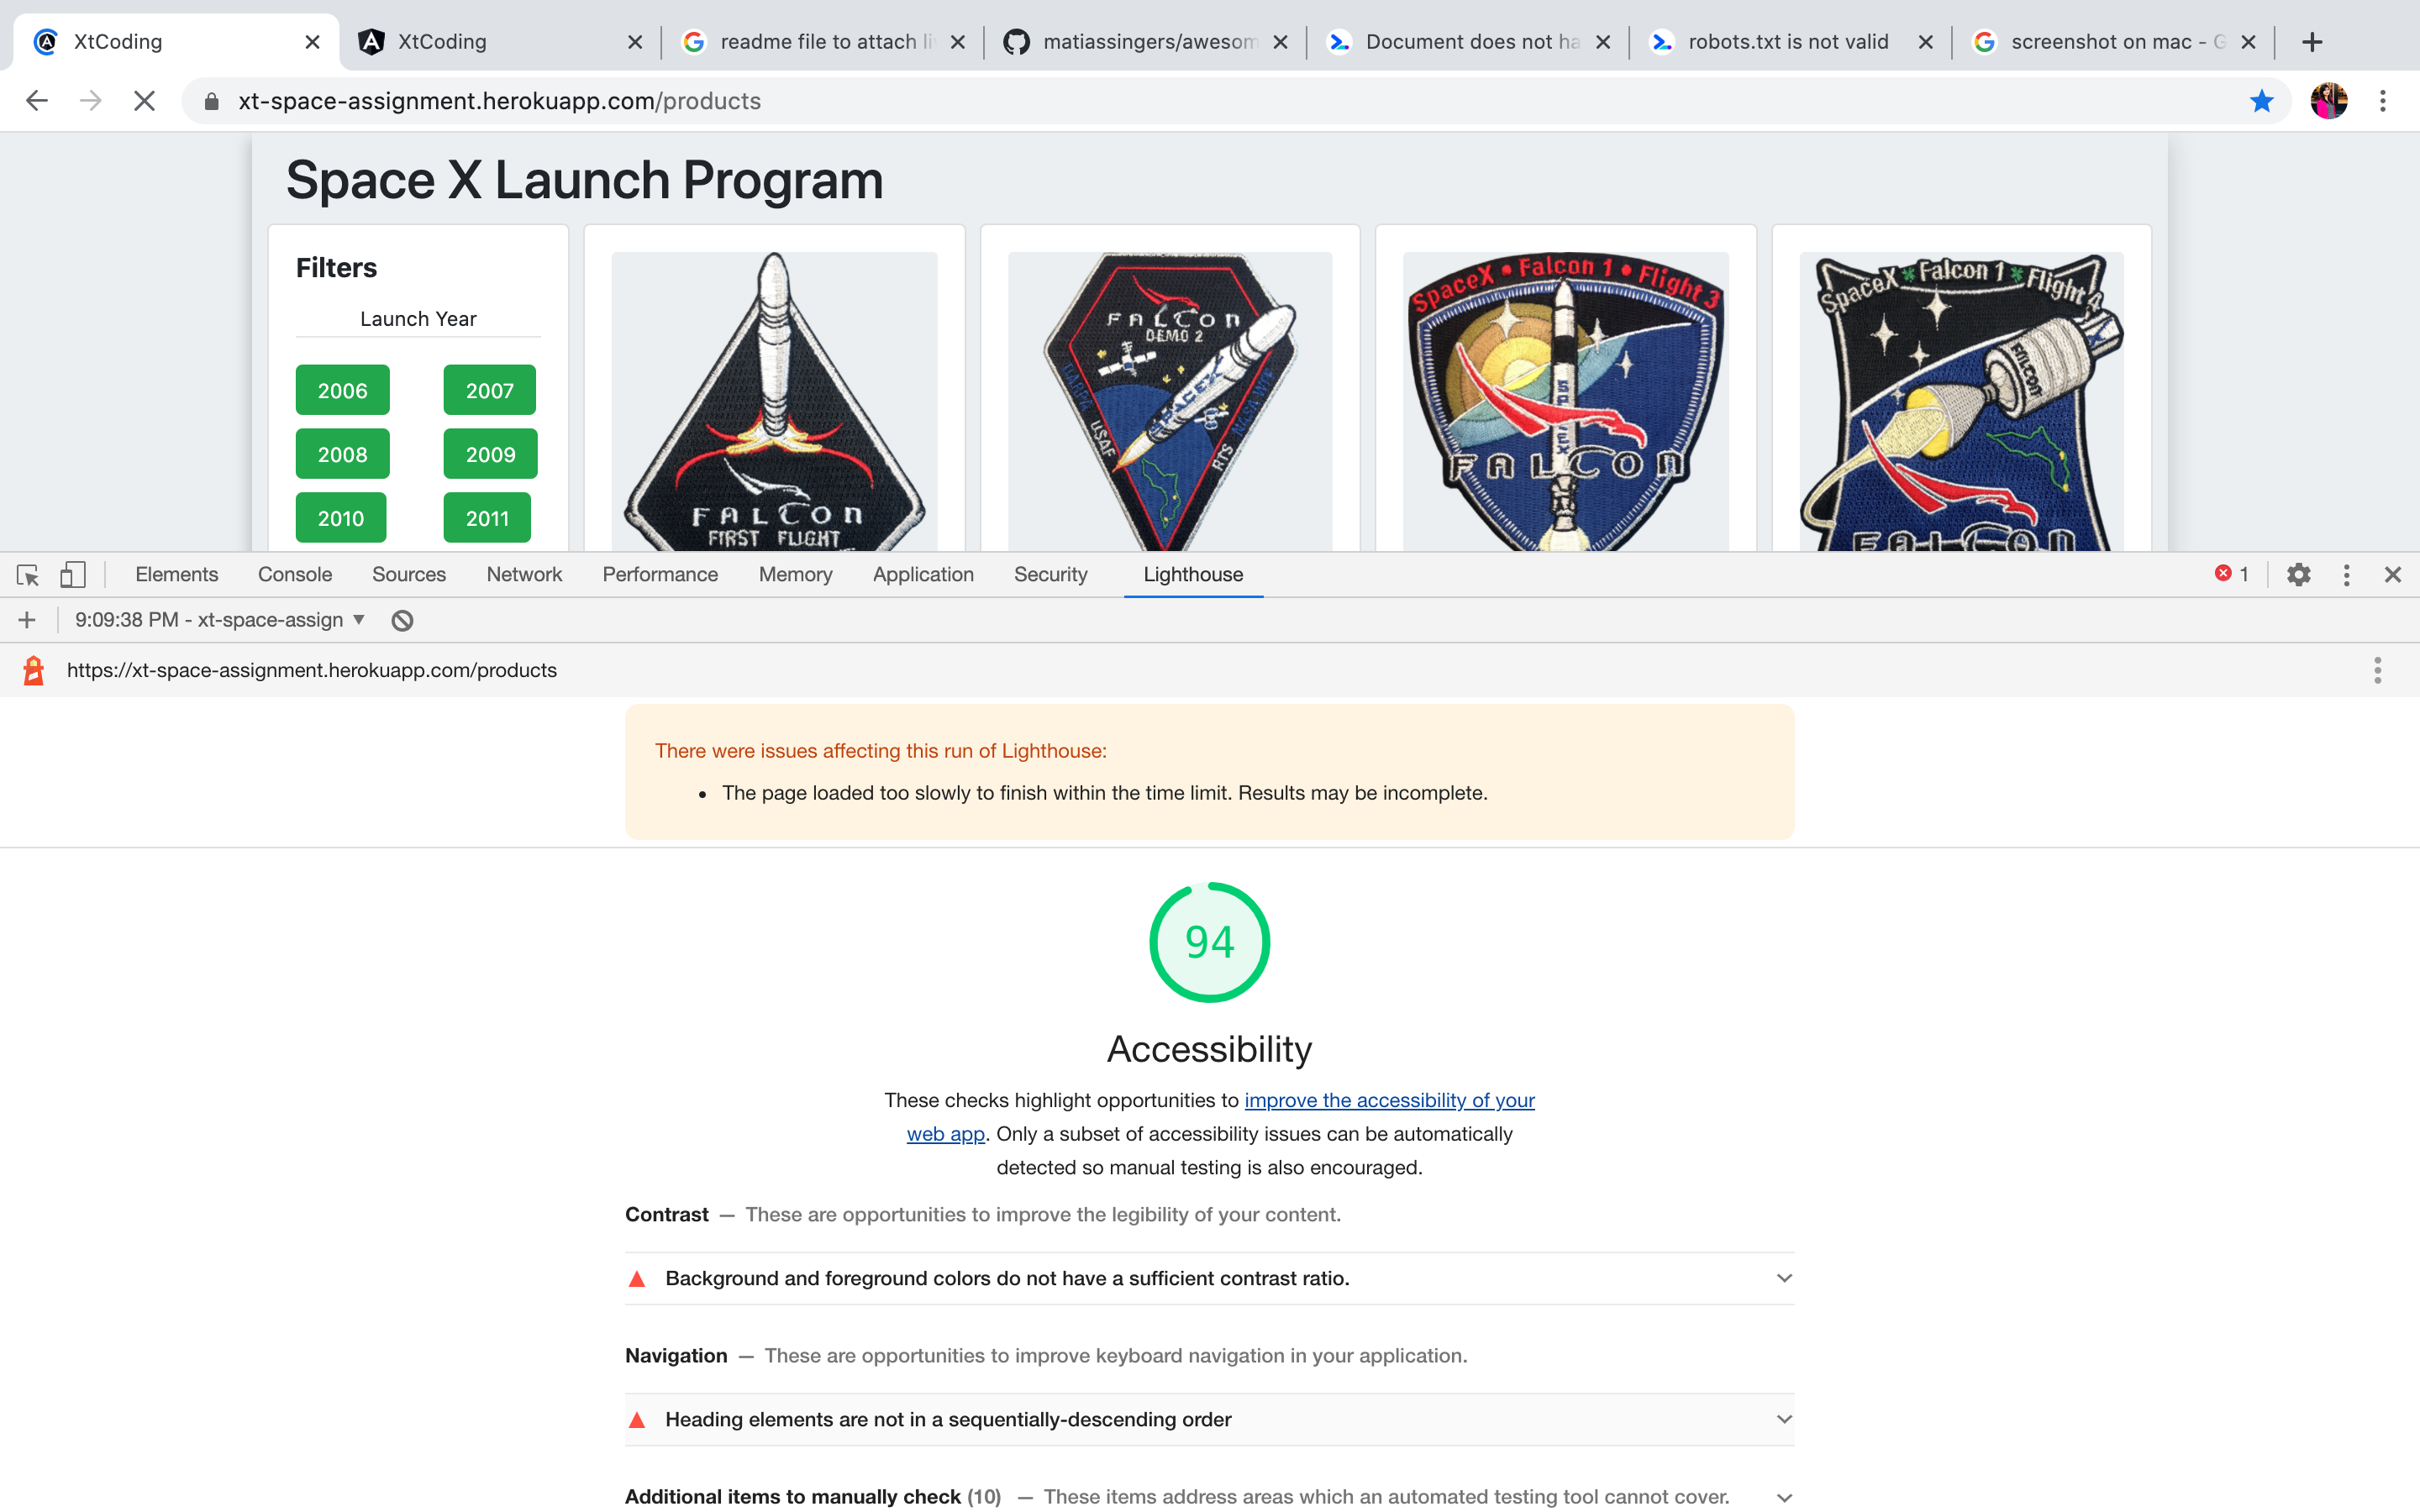 XtCoding
XtCoding
readme file to attach li
matiassingers/awesom
Document does not ha
robots.txt is not valid
screenshot on mac - G
xt-space-assignment.herokuapp.com/products
Space X Launch Program
Filters
Launch Year
2006 2007
2008 2009
2010 2011
FALCON
FIRST FLIGHT
FALCON
DEMO 2
SPACEX
DARPA USAF
RTS NASA
SpaceX • Falcon 1 • Flight 3
SPACEX
FALCON
SpaceX Falcon 1 Flight 4
FALCON
FALCON
Elements Console Sources Network Performance Memory Application Security Lighthouse 1
9:09:38 PM - xt-space-assign
https://xt-space-assignment.herokuapp.com/products
There were issues affecting this run of Lighthouse:
• The page loaded too slowly to finish within the time limit. Results may be incomplete.
94
Accessibility
These checks highlight opportunities to improve the accessibility of your
web app. Only a subset of accessibility issues can be automatically
detected so manual testing is also encouraged.
Contrast — These are opportunities to improve the legibility of your content.
Background and foreground colors do not have a sufficient contrast ratio.
Navigation — These are opportunities to improve keyboard navigation in your application.
Heading elements are not in a sequentially-descending order
Additional items to manually check (10) — These items address areas which an automated testing tool cannot cover.